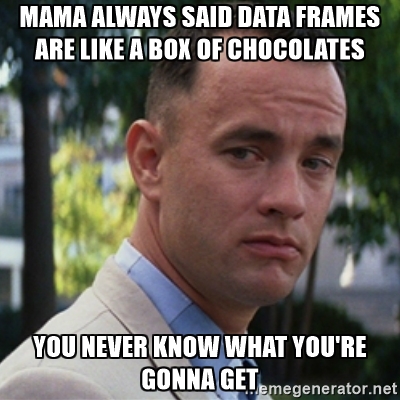 MAMA ALWAYS SAID DATA FRAMES
ARE LIKE A BOX OF CHOCOLATES
YOU NEVER KNOW WHAT YOU'RE
GONNA GET
emegenerator.net